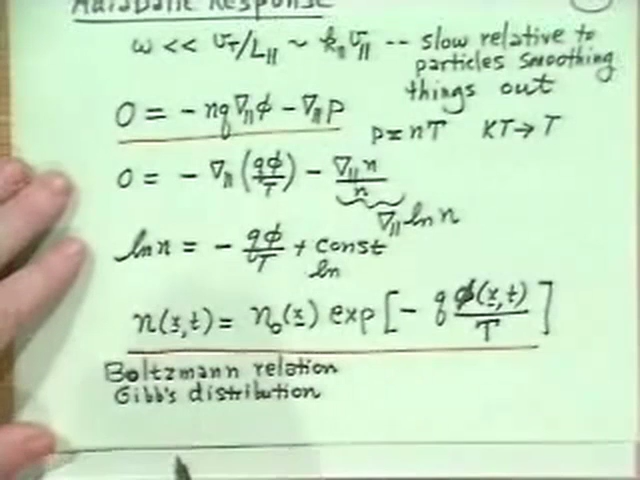 Adiabatic Response
ω << v_T/L_∥ ~ k_∥ v_∥ -- slow relative to
particles smoothing
things out
0 = - nq∇_∥φ - ∇_∥p
p = nT KT → T
0 = - ∇_∥(qφ/T) - ∇_∥n/n
∇_∥ ln n
ln n = - qφ/T + const
ln
n(x,t) = n_0(x) exp[- q φ(x,t)/T]
Boltzmann relation
Gibb's distribution